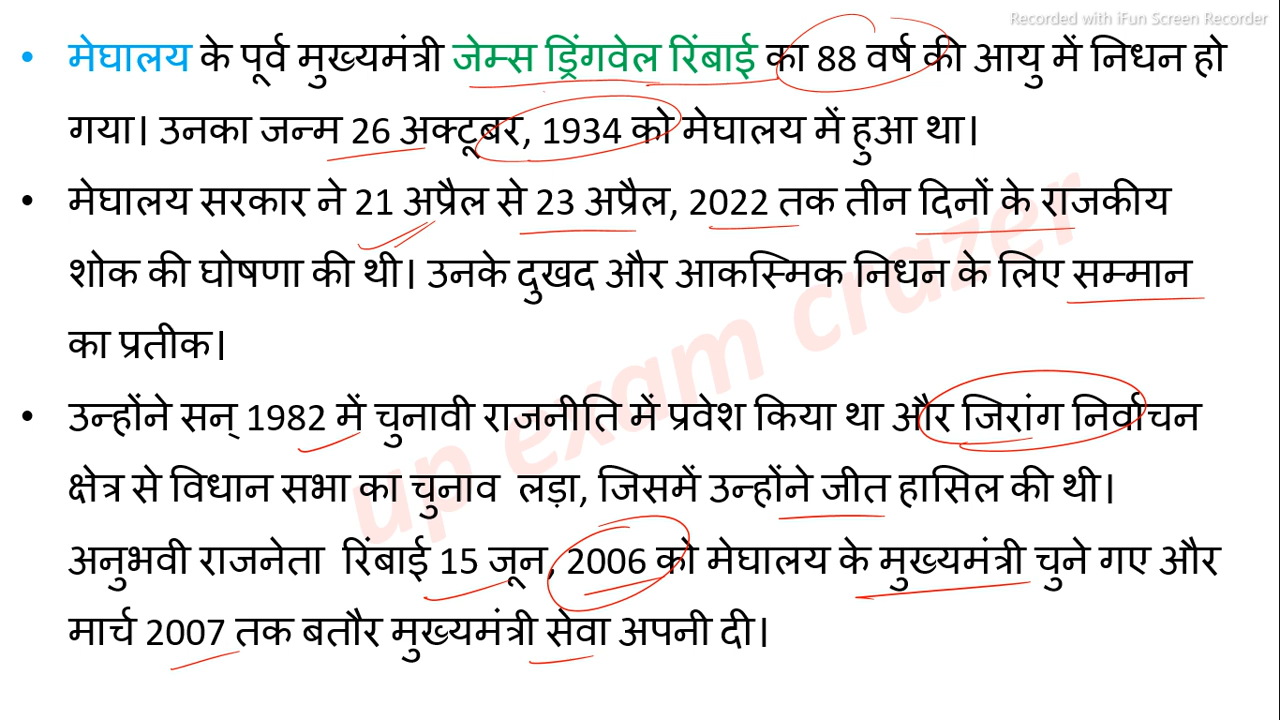 Recorded with iFun Screen Recorder
• मेघालय के पूर्व मुख्यमंत्री जेम्स ड्रिंगवेल रिंबाई का 88 वर्ष की आयु में निधन हो
गया। उनका जन्म 26 अक्टूबर, 1934 को मेघालय में हुआ था।
• मेघालय सरकार ने 21 अप्रैल से 23 अप्रैल, 2022 तक तीन दिनों के राजकीय
शोक की घोषणा की थी। उनके दुखद और आकस्मिक निधन के लिए सम्मान
का प्रतीक।
• उन्होंने सन् 1982 में चुनावी राजनीति में प्रवेश किया था और जिरांग निर्वाचन
क्षेत्र से विधान सभा का चुनाव लड़ा, जिसमें उन्होंने जीत हासिल की थी।
अनुभवी राजनेता रिंबाई 15 जून, 2006 को मेघालय के मुख्यमंत्री चुने गए और
मार्च 2007 तक बतौर मुख्यमंत्री सेवा अपनी दी।
up exam crazer